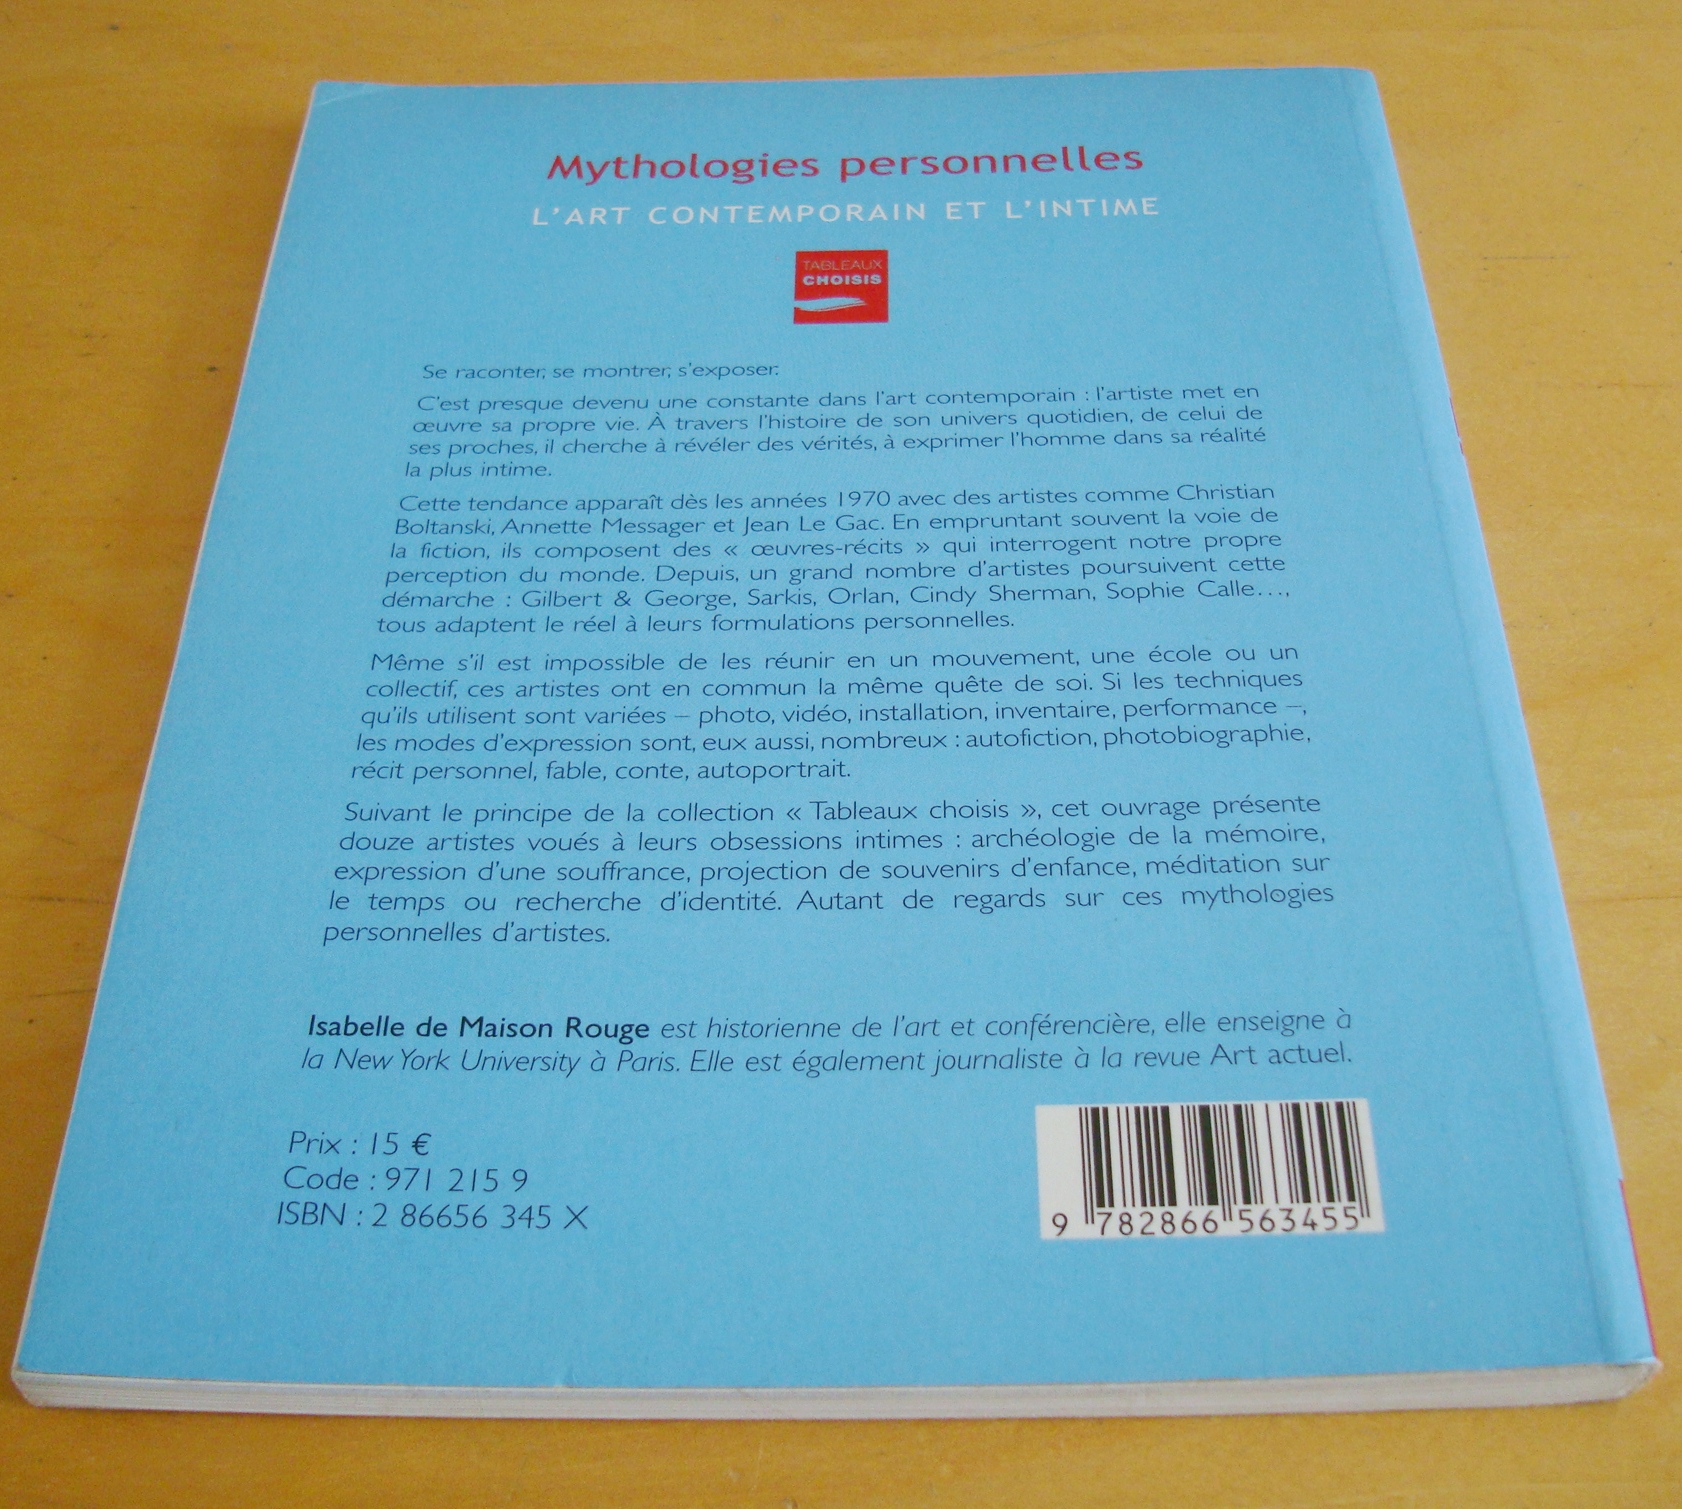 Mythologies personnelles
L'ART CONTEMPORAIN ET L'INTIME
TABLEAUX
CHOISIS
Se raconter, se montrer, s'exposer.
C'est presque devenu une constante dans l'art contemporain : l'artiste met en
œuvre sa propre vie. À travers l'histoire de son univers quotidien, de celui de
ses proches, il cherche à révéler des vérités, à exprimer l'homme dans sa réalité
la plus intime.
Cette tendance apparaît dès les années 1970 avec des artistes comme Christian
Boltanski, Annette Messager et Jean Le Gac. En empruntant souvent la voie de
la fiction, ils composent des « œuvres-récits » qui interrogent notre propre
perception du monde. Depuis, un grand nombre d'artistes poursuivent cette
démarche : Gilbert & George, Sarkis, Orlan, Cindy Sherman, Sophie Calle...,
tous adaptent le réel à leurs formulations personnelles.
Même s'il est impossible de les réunir en un mouvement, une école ou un
collectif, ces artistes ont en commun la même quête de soi. Si les techniques
qu'ils utilisent sont variées – photo, vidéo, installation, inventaire, performance –,
les modes d'expression sont, eux aussi, nombreux : autofiction, photobiographie,
récit personnel, fable, conte, autoportrait.
Suivant le principe de la collection « Tableaux choisis », cet ouvrage présente
douze artistes voués à leurs obsessions intimes : archéologie de la mémoire,
expression d'une souffrance, projection de souvenirs d'enfance, méditation sur
le temps ou recherche d'identité. Autant de regards sur ces mythologies
personnelles d'artistes.
Isabelle de Maison Rouge est historienne de l'art et conférencière, elle enseigne à
la New York University à Paris. Elle est également journaliste à la revue Art actuel.
Prix : 15 €
Code : 971 215 9
ISBN : 2 86656 345 X
9 782866 563455